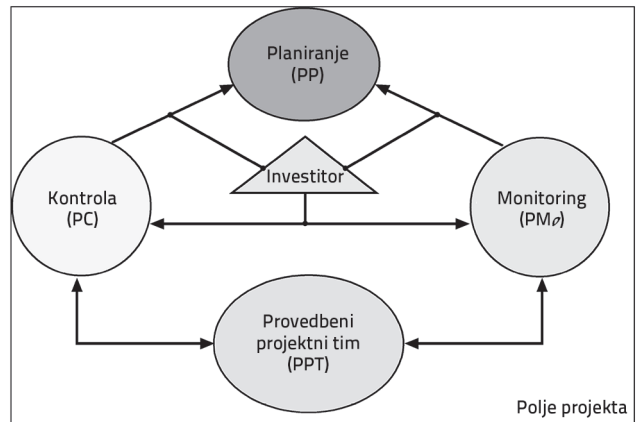 Planiranje
(PP)
Investitor
Kontrola
(PC)
Monitoring
(PMo)
Provedbeni
projektni tim
(PPT)
Polje projekta